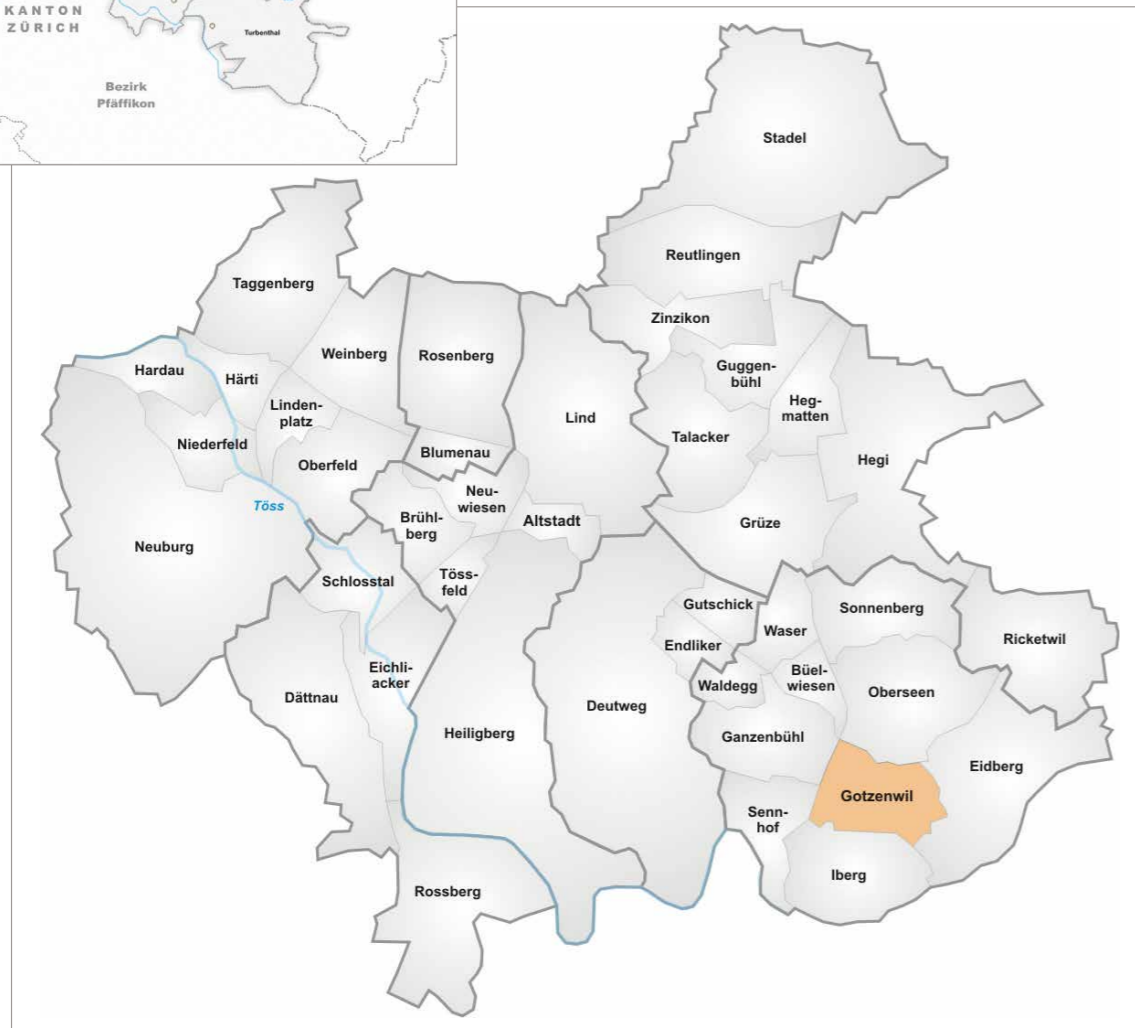 KANTON
ZÜRICH
Turbenthal
Bezirk
Pfäffikon
Stadel
Reutlingen
Taggenberg
Zinzikon
Weinberg
Rosenberg
Hardau
Härti
Guggen-
bühl
Heg-
matten
Linden-
platz
Lind
Talacker
Niederfeld
Blumenau
Hegi
Oberfeld
Neu-
wiesen
Töss
Brühl-
berg
Altstadt
Grüze
Neuburg
Schlosstal
Töss-
feld
Gutschick
Sonnenberg
Waser
Ricketwil
Endliker
Eichli-
acker
Büel-
wiesen
Waldegg
Oberseen
Dättnau
Deutweg
Heiligberg
Ganzenbühl
Eidberg
Gotzenwil
Senn-
hof
Iberg
Rossberg